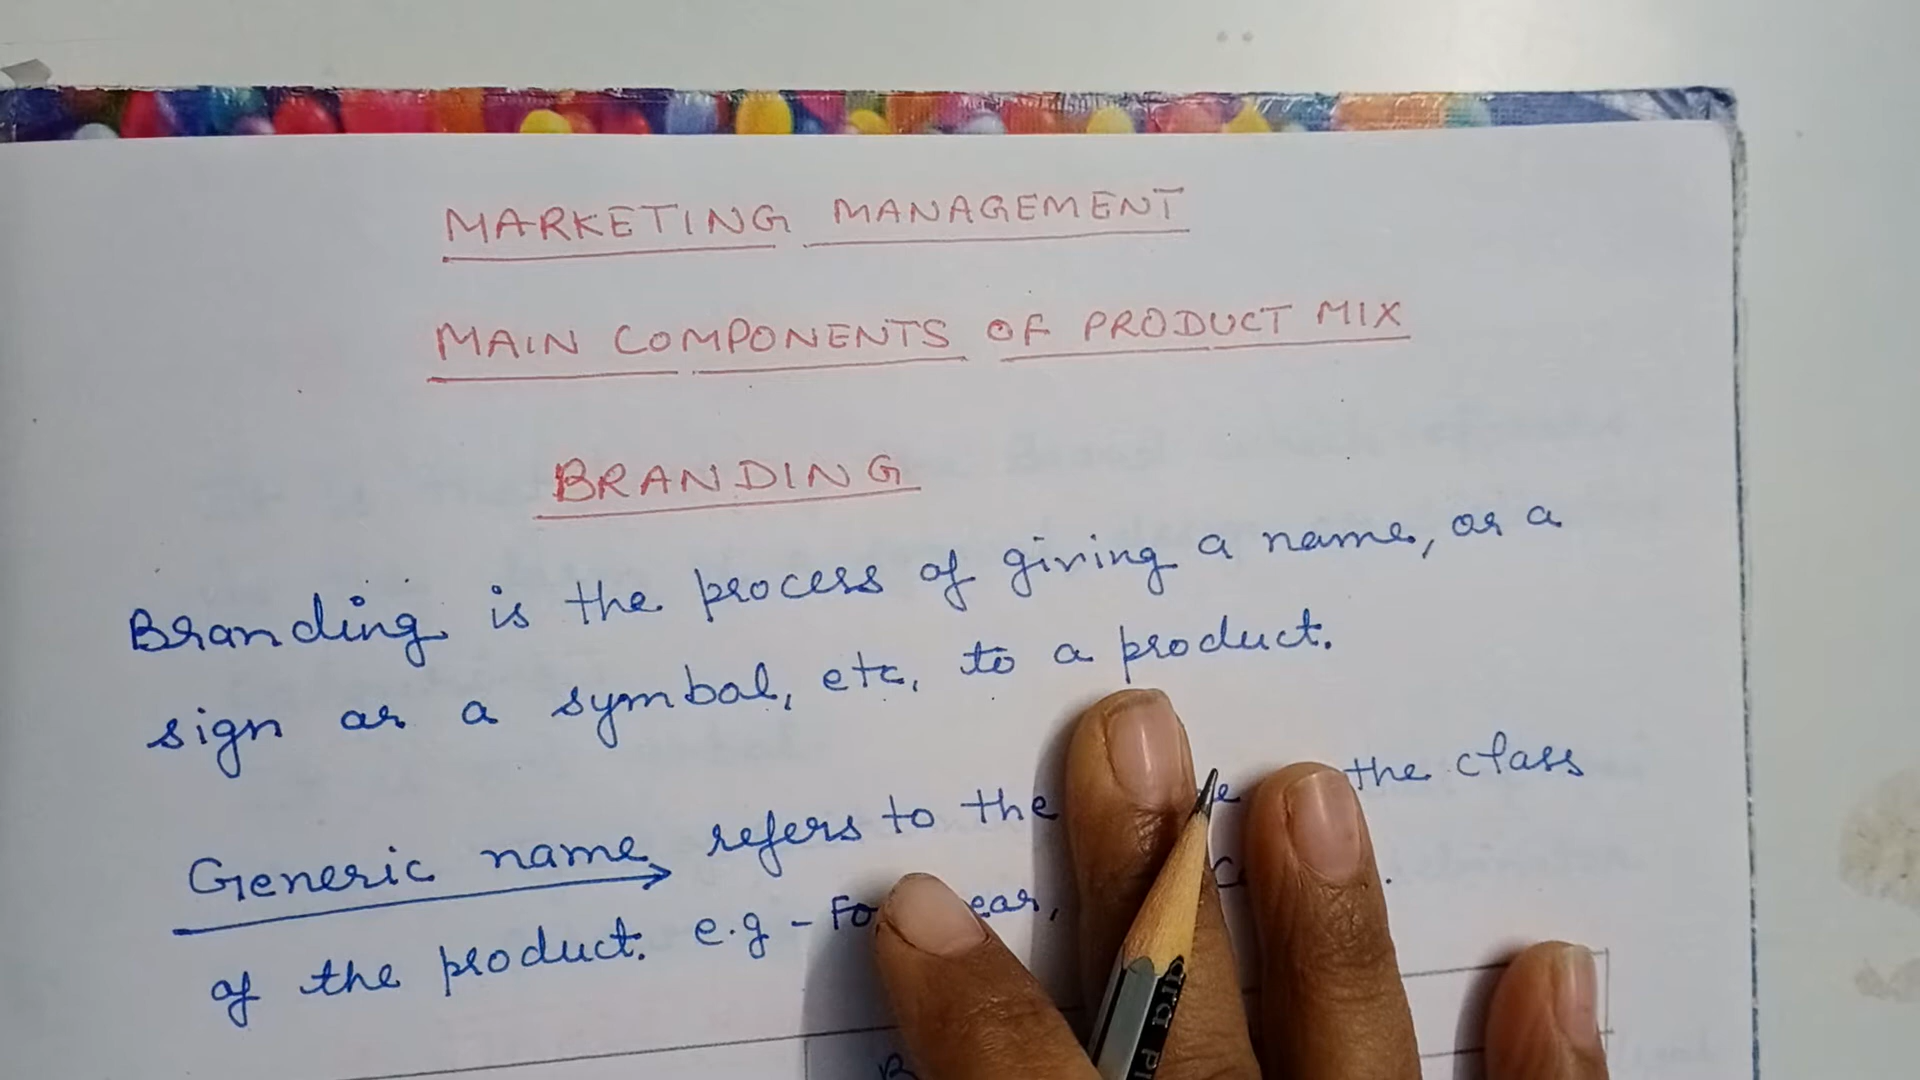 MARKETING MANAGEMENT
MAIN COMPONENTS OF PRODUCT MIX
BRANDING
Branding is the process of giving a name, or a
sign or a symbol, etc, to a product.
Generic name refers to the the class
of the product. e.g -